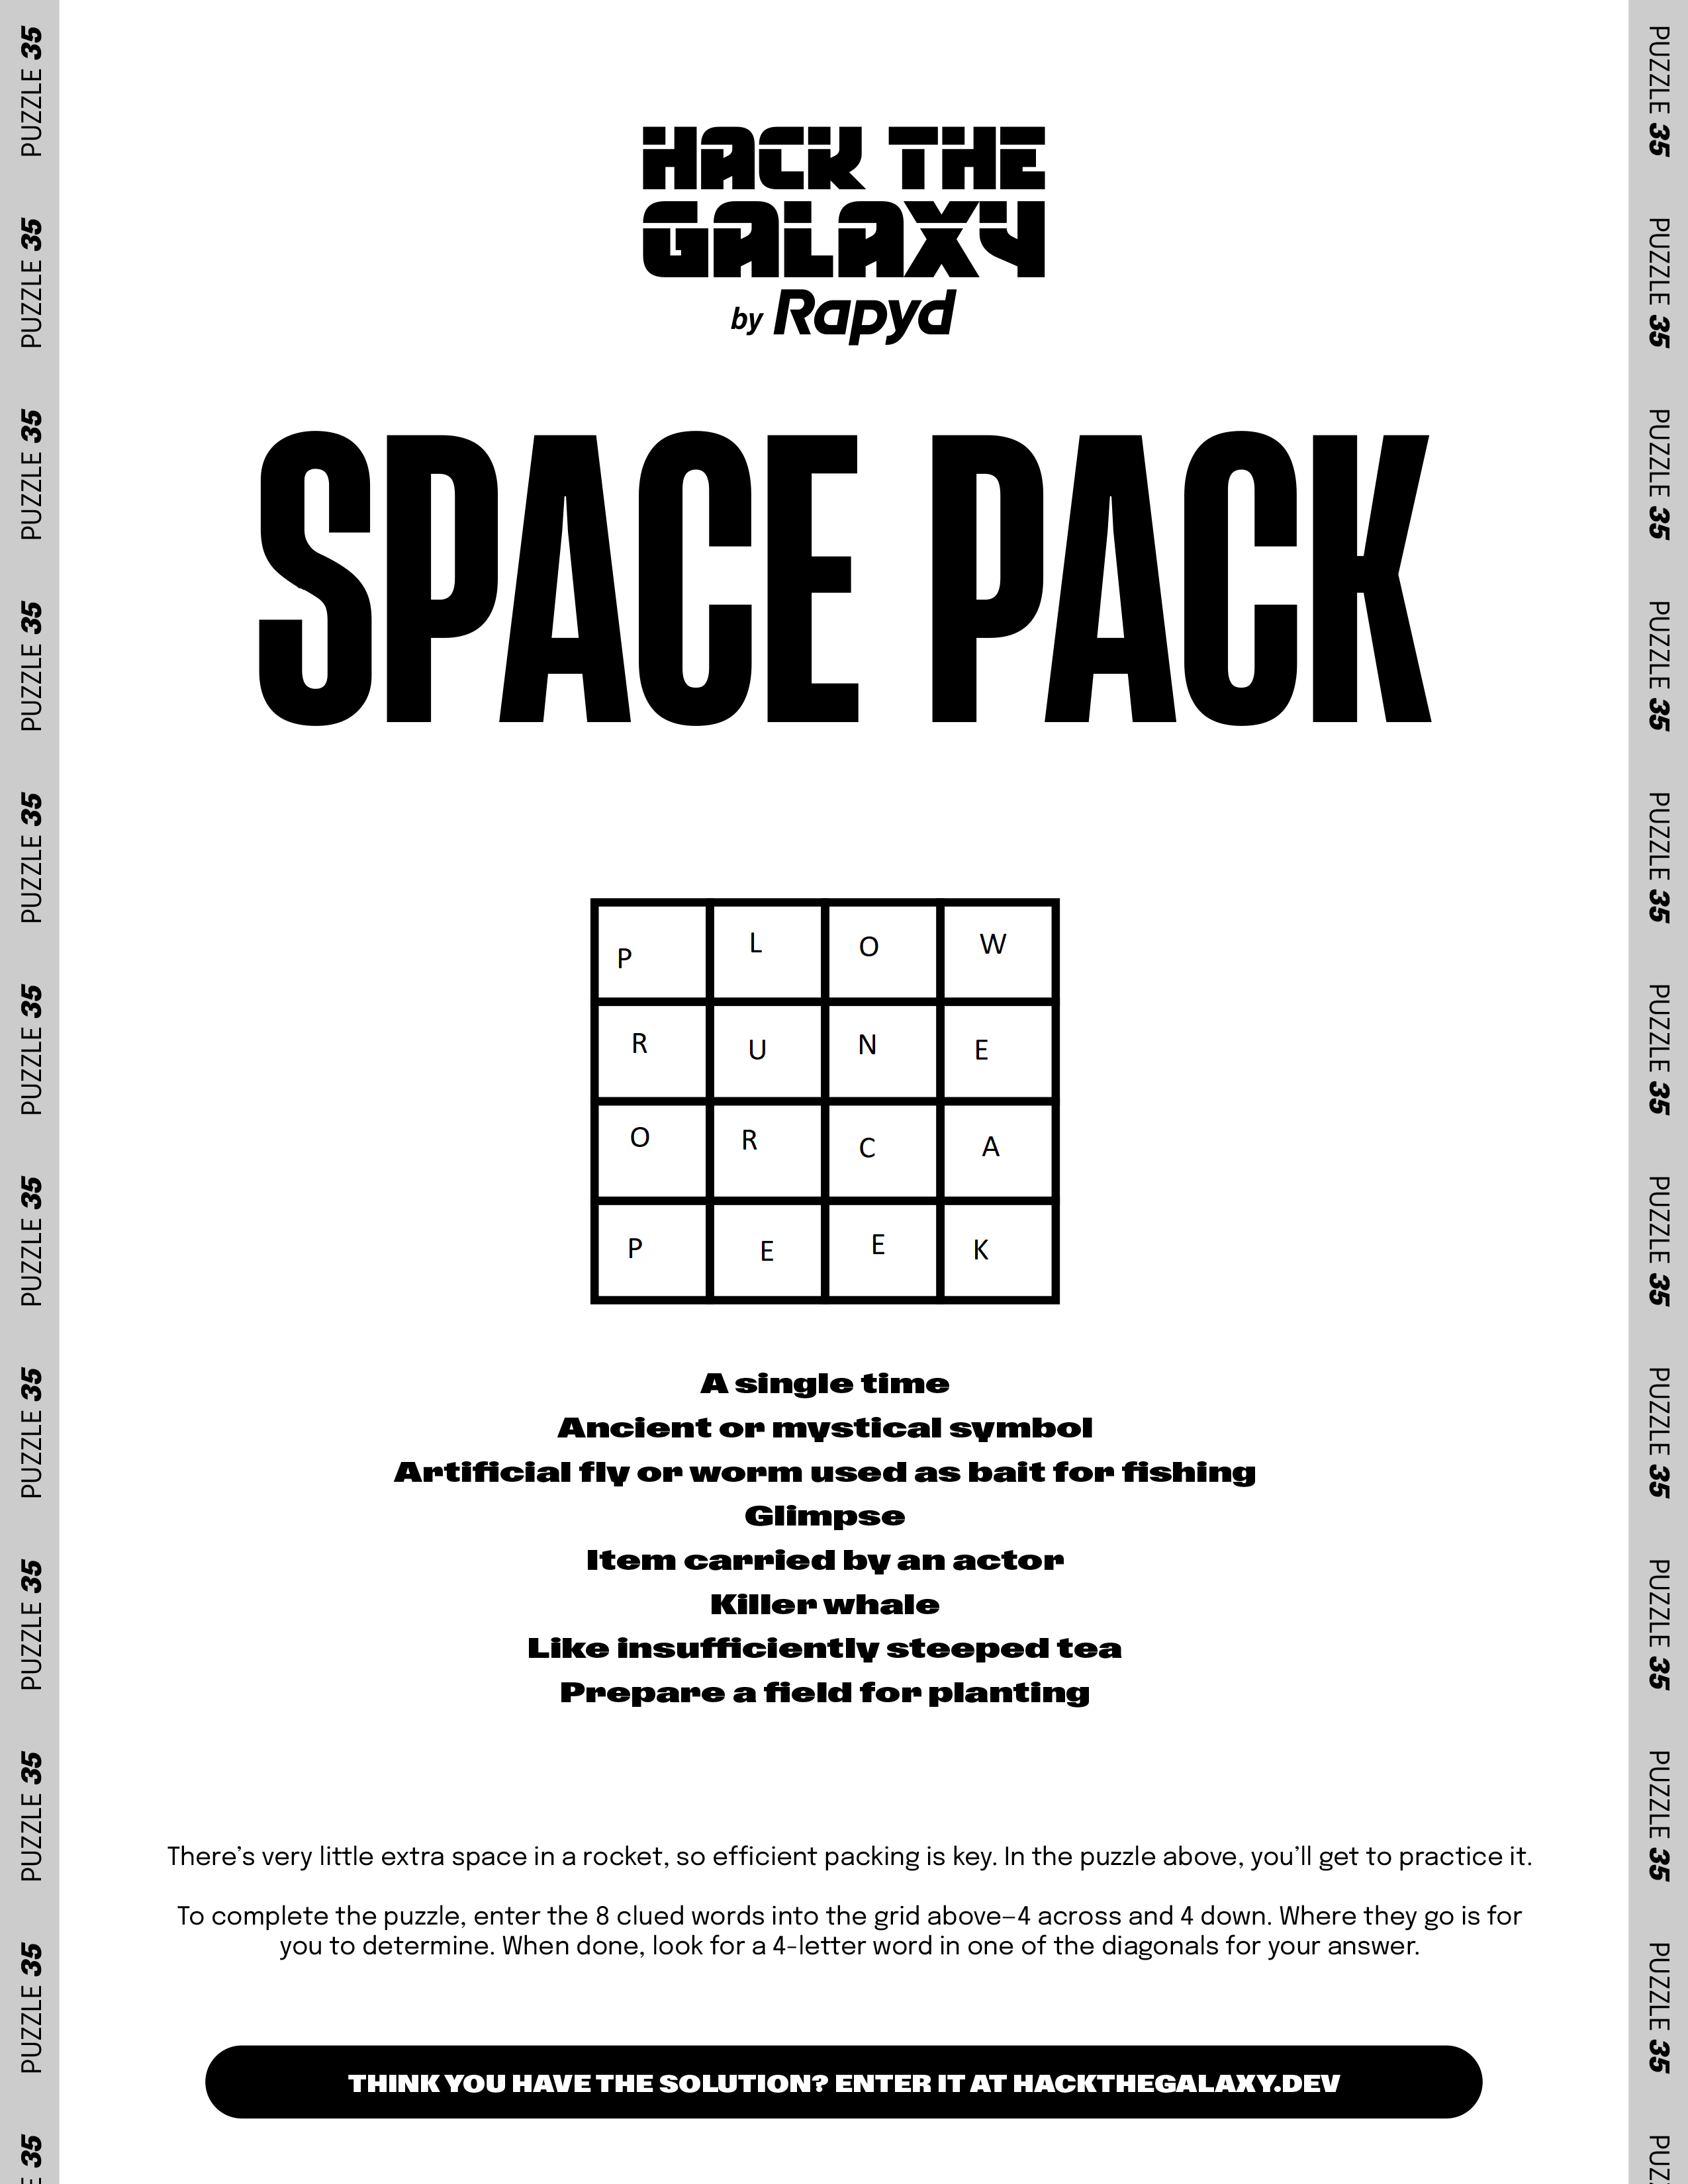 HACK THE
GALAXY
by Rapyd
SPACE PACK
P L O W
R U N E
O R C A
P E E K
A single time
Ancient or mystical symbol
Artificial fly or worm used as bait for fishing
Glimpse
Item carried by an actor
Killer whale
Like insufficiently steeped tea
Prepare a field for planting
There's very little extra space in a rocket, so efficient packing is key. In the puzzle above, you'll get to practice it.
To complete the puzzle, enter the 8 clued words into the grid above–4 across and 4 down. Where they go is for
you to determine. When done, look for a 4-letter word in one of the diagonals for your answer.
THINK YOU HAVE THE SOLUTION? ENTER IT AT HACKTHEGALAXY.DEV
PUZZLE 35
PUZZLE 35
PUZZLE 35
PUZZLE 35
PUZZLE 35
PUZZLE 35
PUZZLE 35
PUZZLE 35
PUZZLE 35
PUZZLE 35
PUZZLE 35
E 35
PUZZLE 35
PUZZLE 35
PUZZLE 35
PUZZLE 35
PUZZLE 35
PUZZLE 35
PUZZLE 35
PUZZLE 35
PUZZLE 35
PUZZLE 35
PUZZLE 35
PUZ